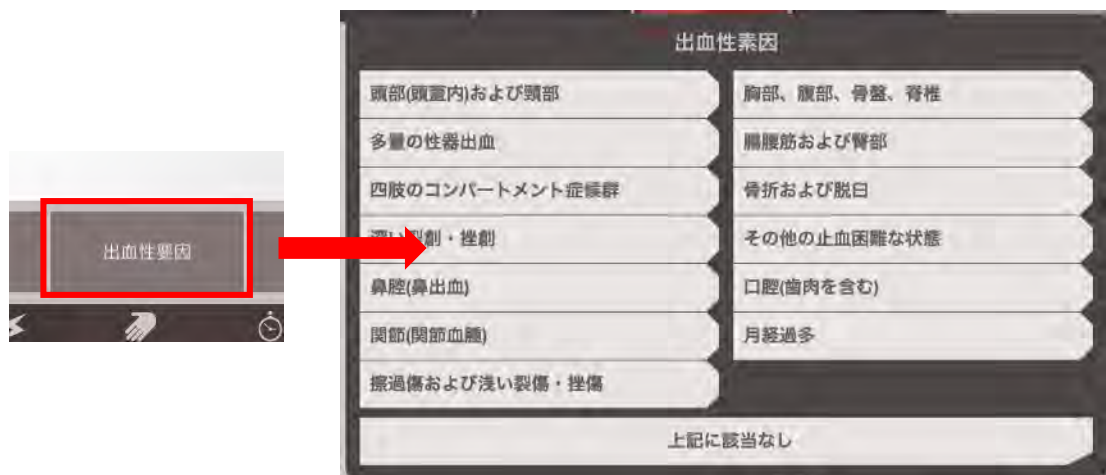 出血性要因
出血性素因
頭部(頭蓋内)および頸部
胸部、腹部、骨盤、脊椎
多量の性器出血
腸腰筋および臀部
四肢のコンパートメント症候群
骨折および脱臼
深い裂創・挫創
その他の止血困難な状態
鼻腔(鼻出血)
口腔(歯肉を含む)
関節(関節血腫)
月経過多
擦過傷および浅い裂傷・挫傷
上記に該当なし